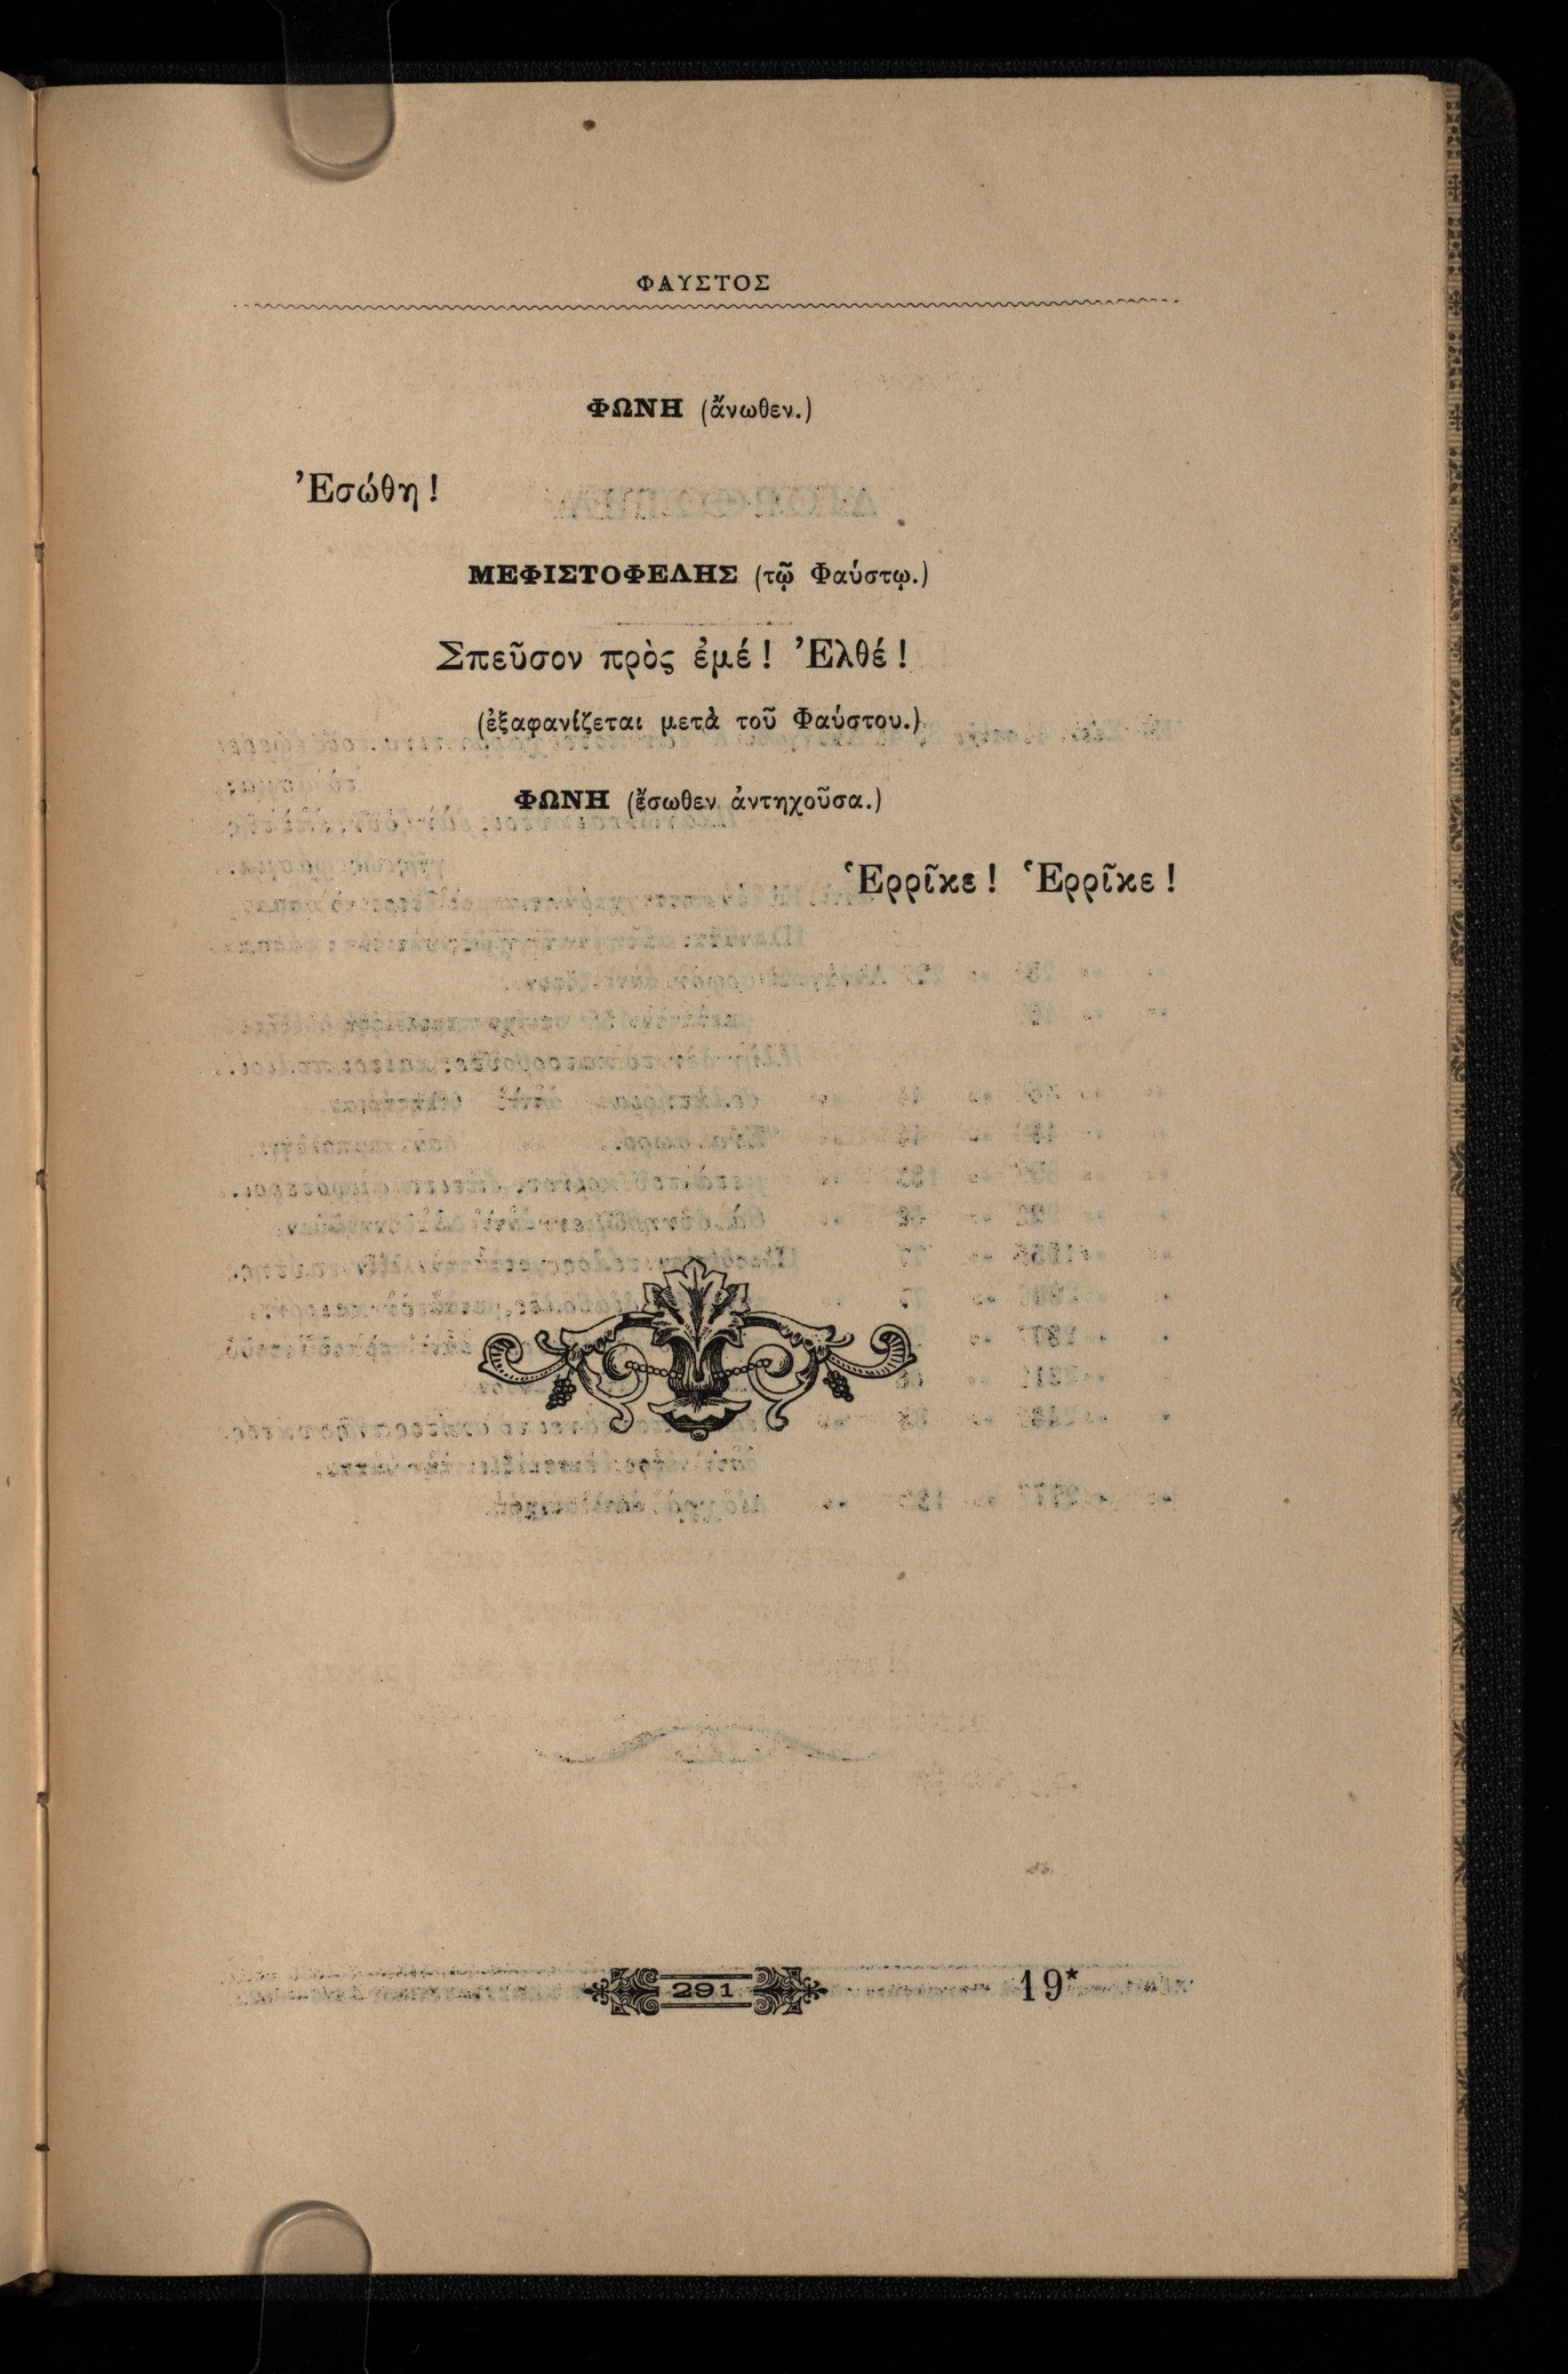 ΦΑΥΣΤΟΣ
ΦΩΝΗ (ἄνωθεν.)
Ἐσώθη!
ΜΕΦΙΣΤΟΦΕΛΗΣ (τῷ Φαύστῳ.)
Σπεῦσον πρὸς ἐμέ! Ἐλθέ!
(ἐξαφανίζεται μετὰ τοῦ Φαύστου.)
ΦΩΝΗ (ἔσωθεν ἀντηχοῦσα.)
Ἑρρῖκε! Ἑρρῖκε!
291 19*